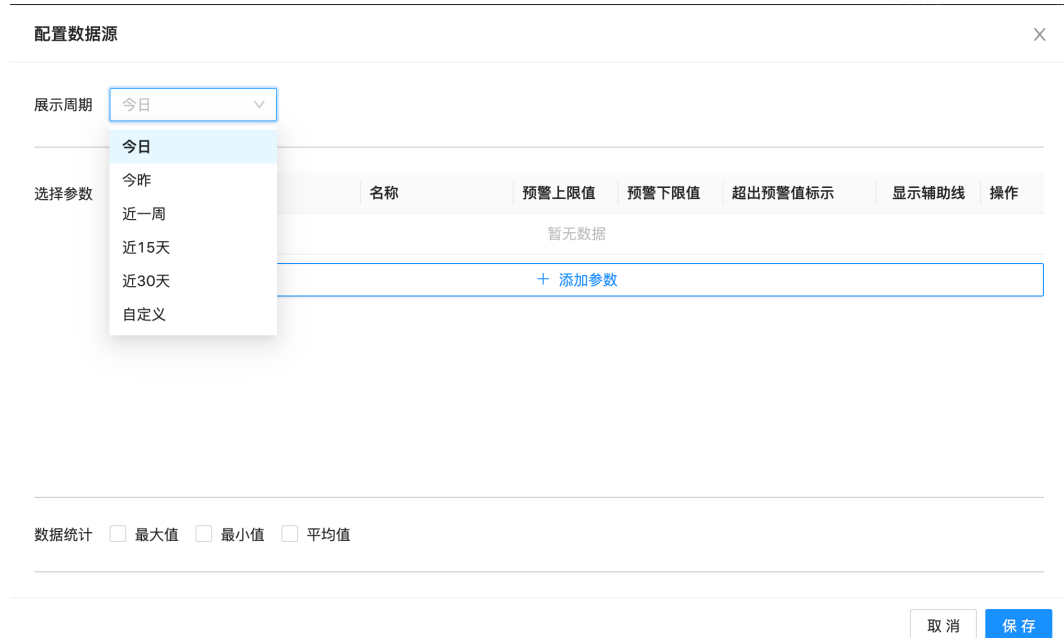 配置数据源
展示周期 今日
今日
今昨
近一周
近15天
近30天
自定义
选择参数 名称 预警上限值 预警下限值 超出预警值标示 显示辅助线 操作
暂无数据
+ 添加参数
数据统计 最大值 最小值 平均值
取消 保存